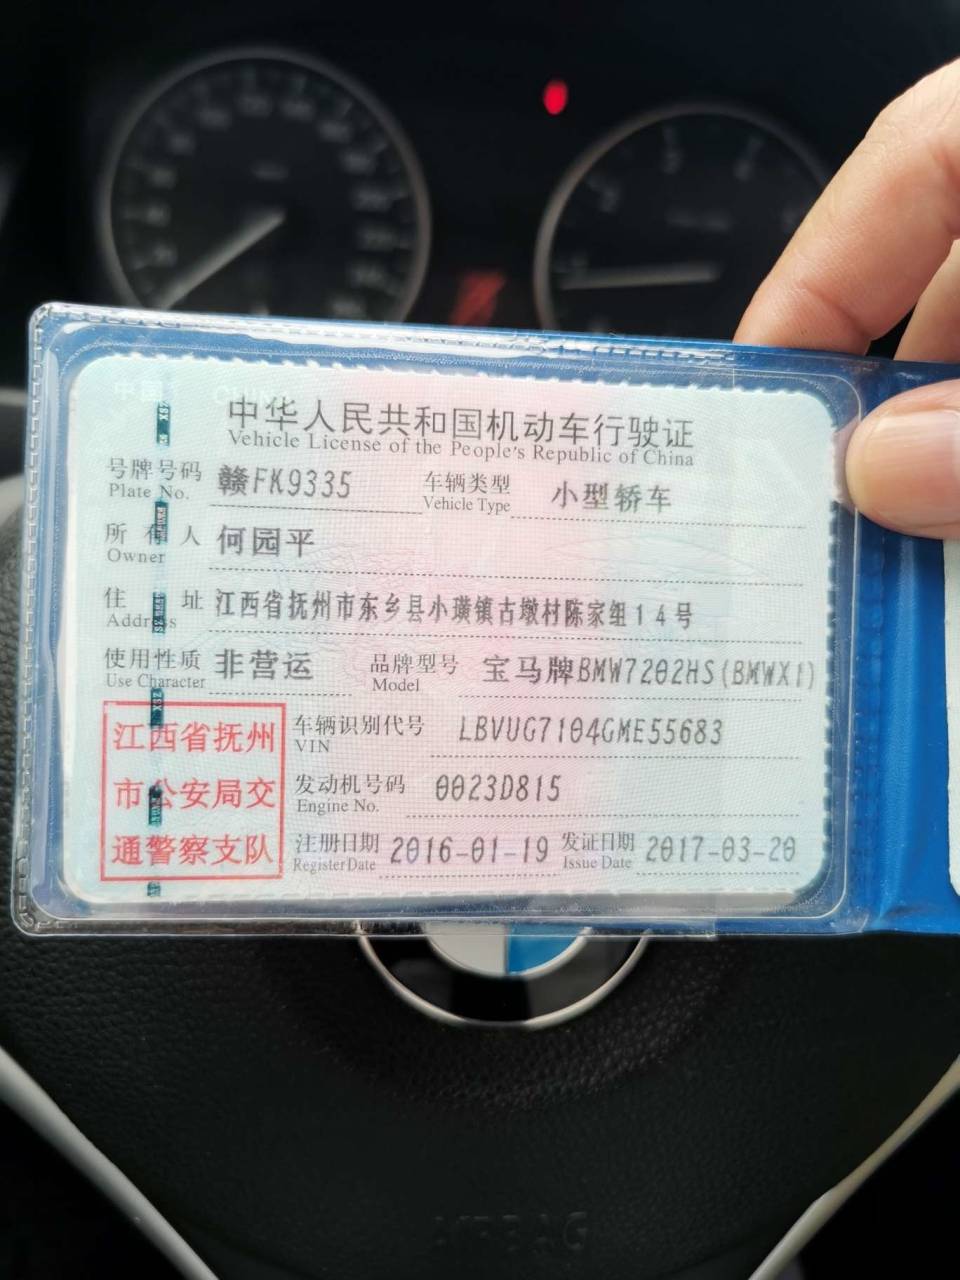 中华人民共和国机动车行驶证
Vehicle License of the People's Republic of China
号牌号码 赣FK9335 车辆类型 小型轿车
Plate No. Vehicle Type
所有人 何园平
Owner
住址 江西省抚州市东乡县小璜镇古墩村陈家组14号
Address
使用性质 非营运 品牌型号 宝马牌BMW7202HS(BMWX1)
Use Character Model
江西省抚州
市公安局交
通警察支队
车辆识别代号 LBVUG7104GME55683
VIN
发动机号码 0023D815
Engine No.
注册日期 2016-01-19 发证日期 2017-03-20
Register Date Issue Date
AIRBAG